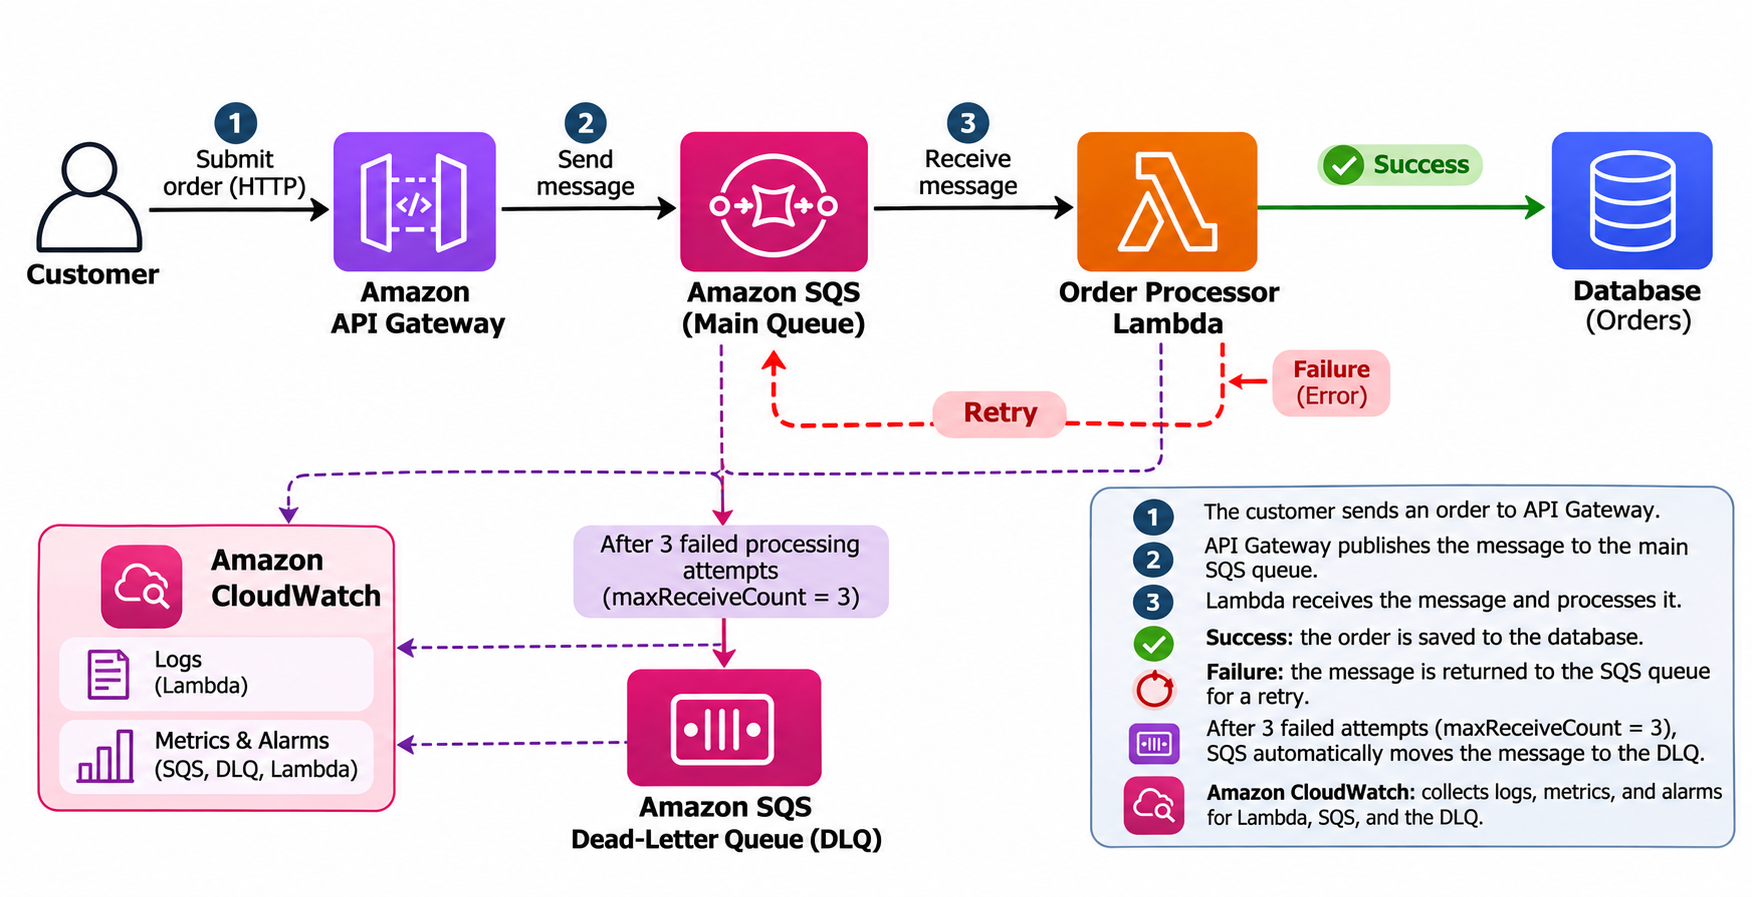 1
Submit
order (HTTP)
2
Send
message
3
Receive
message
Success
Customer
Amazon
API Gateway
Amazon SQS
(Main Queue)
Order Processor
Lambda
Database
(Orders)
Failure
(Error)
Retry
After 3 failed processing
attempts
(maxReceiveCount = 3)
Amazon
CloudWatch
Logs
(Lambda)
Metrics & Alarms
(SQS, DLQ, Lambda)
Amazon SQS
Dead-Letter Queue (DLQ)
1 The customer sends an order to API Gateway.
2 API Gateway publishes the message to the main
SQS queue.
3 Lambda receives the message and processes it.
Success: the order is saved to the database.
Failure: the message is returned to the SQS queue
for a retry.
After 3 failed attempts (maxReceiveCount = 3),
SQS automatically moves the message to the DLQ.
Amazon CloudWatch: collects logs, metrics, and alarms
for Lambda, SQS, and the DLQ.